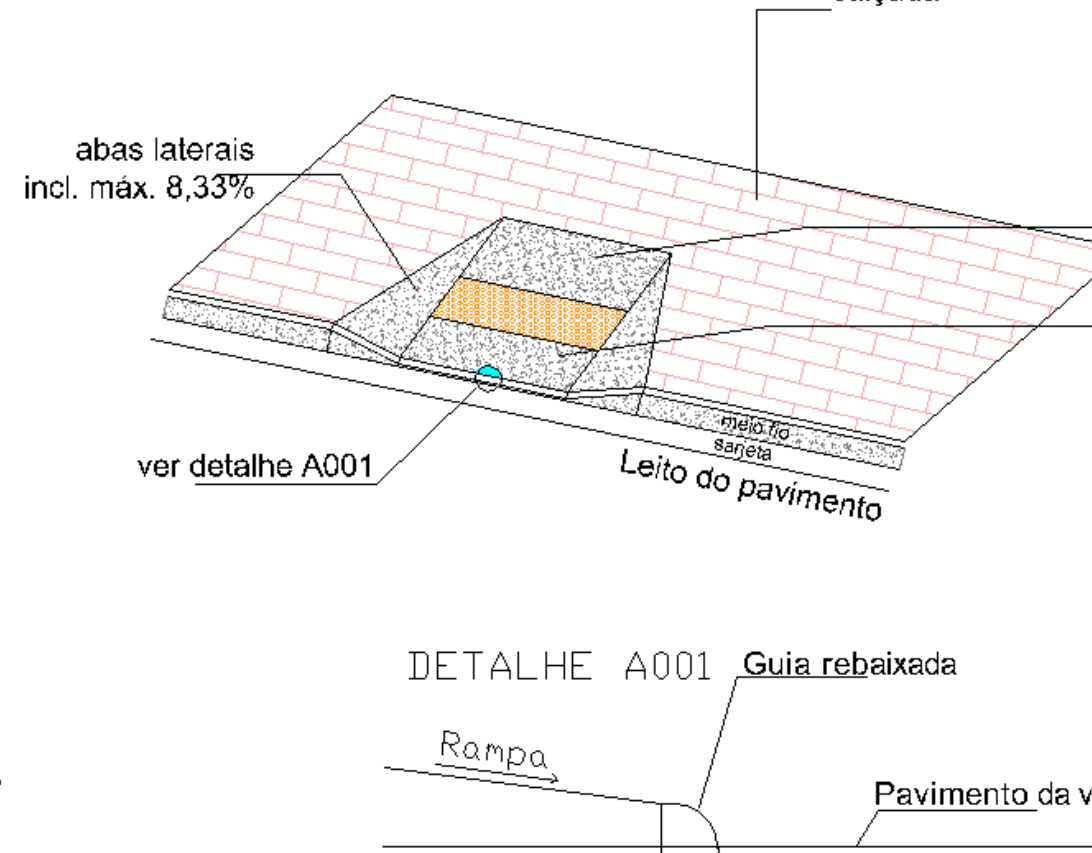 abas laterais
incl. máx. 8,33%
meio fio
sarjeta
Leito do pavimento
ver detalhe A001
DETALHE A001
Guia rebaixada
Rampa
Pavimento da v